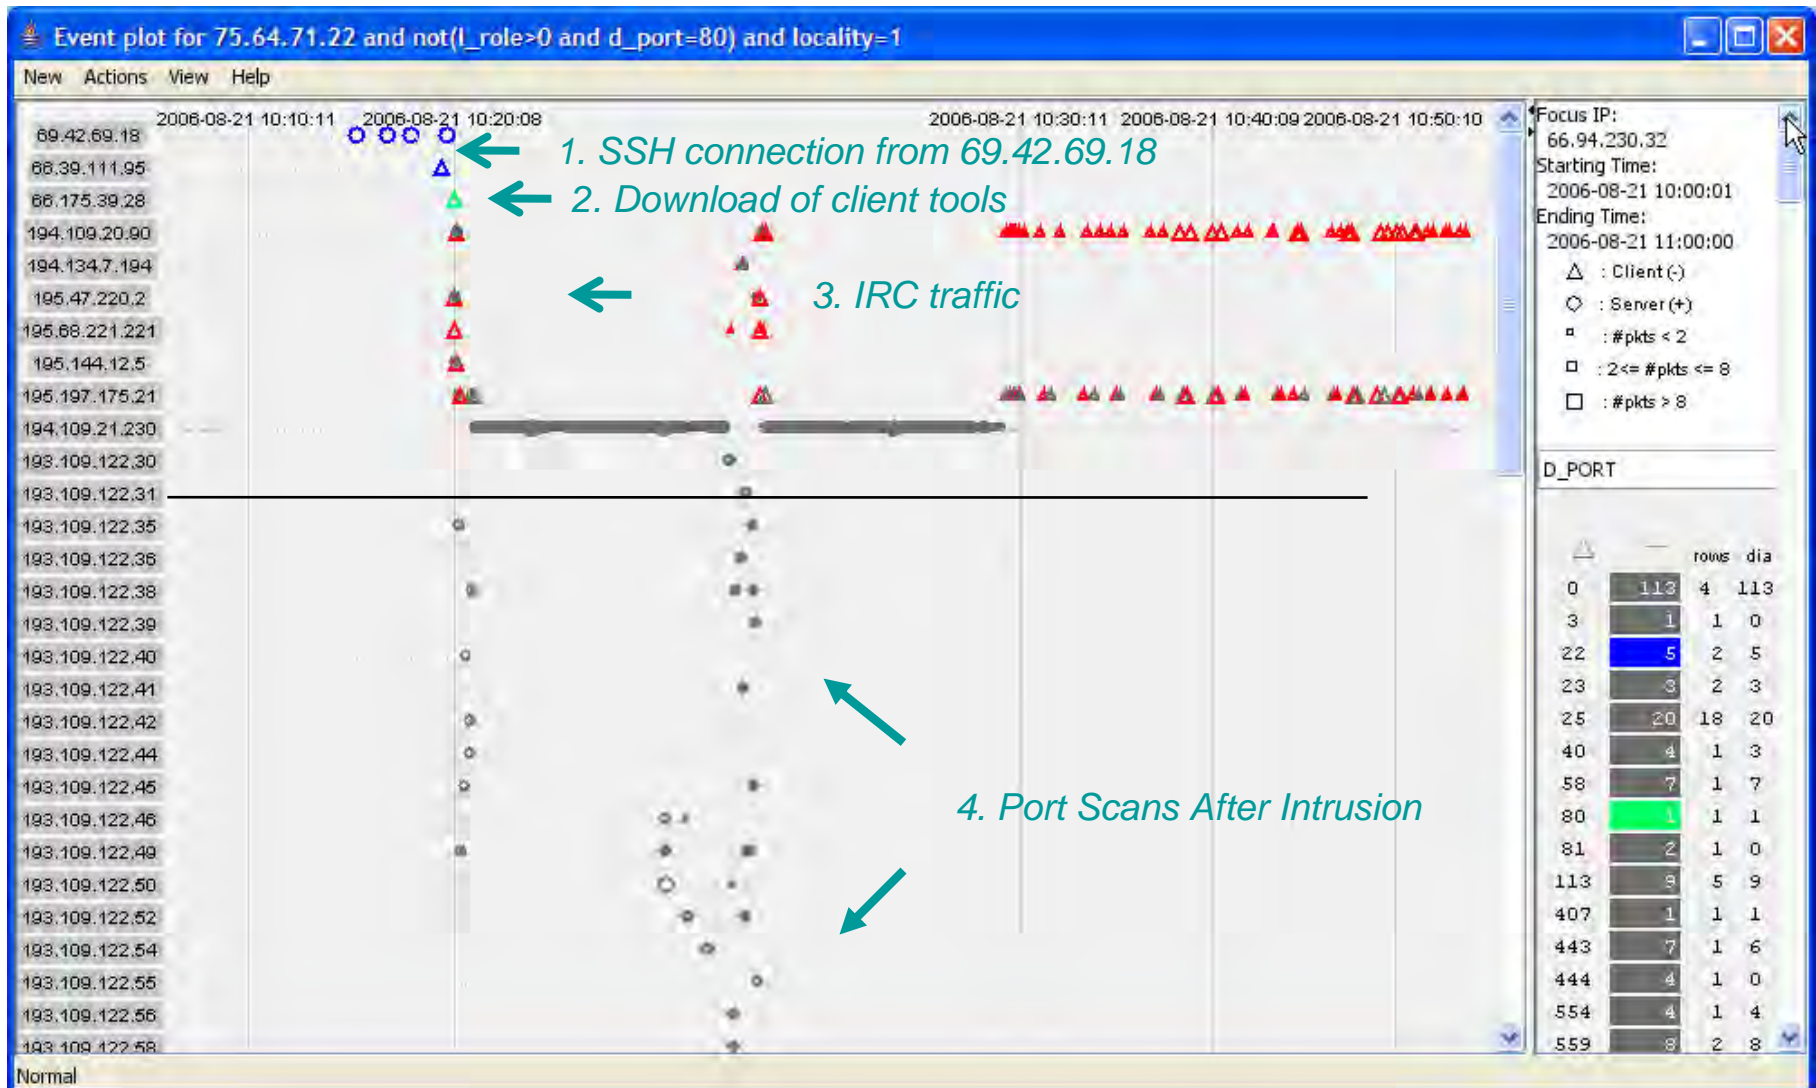 Event plot for 75.64.71.22 and not(l_role>0 and d_port=80) and locality=1
New Actions View Help
2006-08-21 10:10:11 2006-08-21 10:20:08 2006-08-21 10:30:11 2006-08-21 10:40:09 2006-08-21 10:50:10
69.42.69.18
66.39.111.95
66.175.39.28
194.109.20.90
194.134.7.194
195.47.220.2
195.68.221.221
195.144.12.5
195.197.175.21
194.109.21.230
193.109.122.30
193.109.122.31
193.109.122.35
193.109.122.36
193.109.122.38
193.109.122.39
193.109.122.40
193.109.122.41
193.109.122.42
193.109.122.44
193.109.122.45
193.109.122.46
193.109.122.49
193.109.122.50
193.109.122.52
193.109.122.54
193.109.122.55
193.109.122.56
193.109.122.58
1. SSH connection from 69.42.69.18
2. Download of client tools
3. IRC traffic
4. Port Scans After Intrusion
Focus IP:
66.94.230.32
Starting Time:
2006-08-21 10:00:01
Ending Time:
2006-08-21 11:00:00
: Client (-)
: Server (+)
: #pkts < 2
: 2<= #pkts <= 8
: #pkts > 8
D_PORT
rows dia
0 113 4 113
3 1 1 0
22 5 2 5
23 3 2 3
25 20 18 20
40 4 1 3
58 7 1 7
80 1 1 1
81 2 1 0
113 9 5 9
407 1 1 1
443 7 1 6
444 4 1 0
554 4 1 4
559 8 2 8
Normal